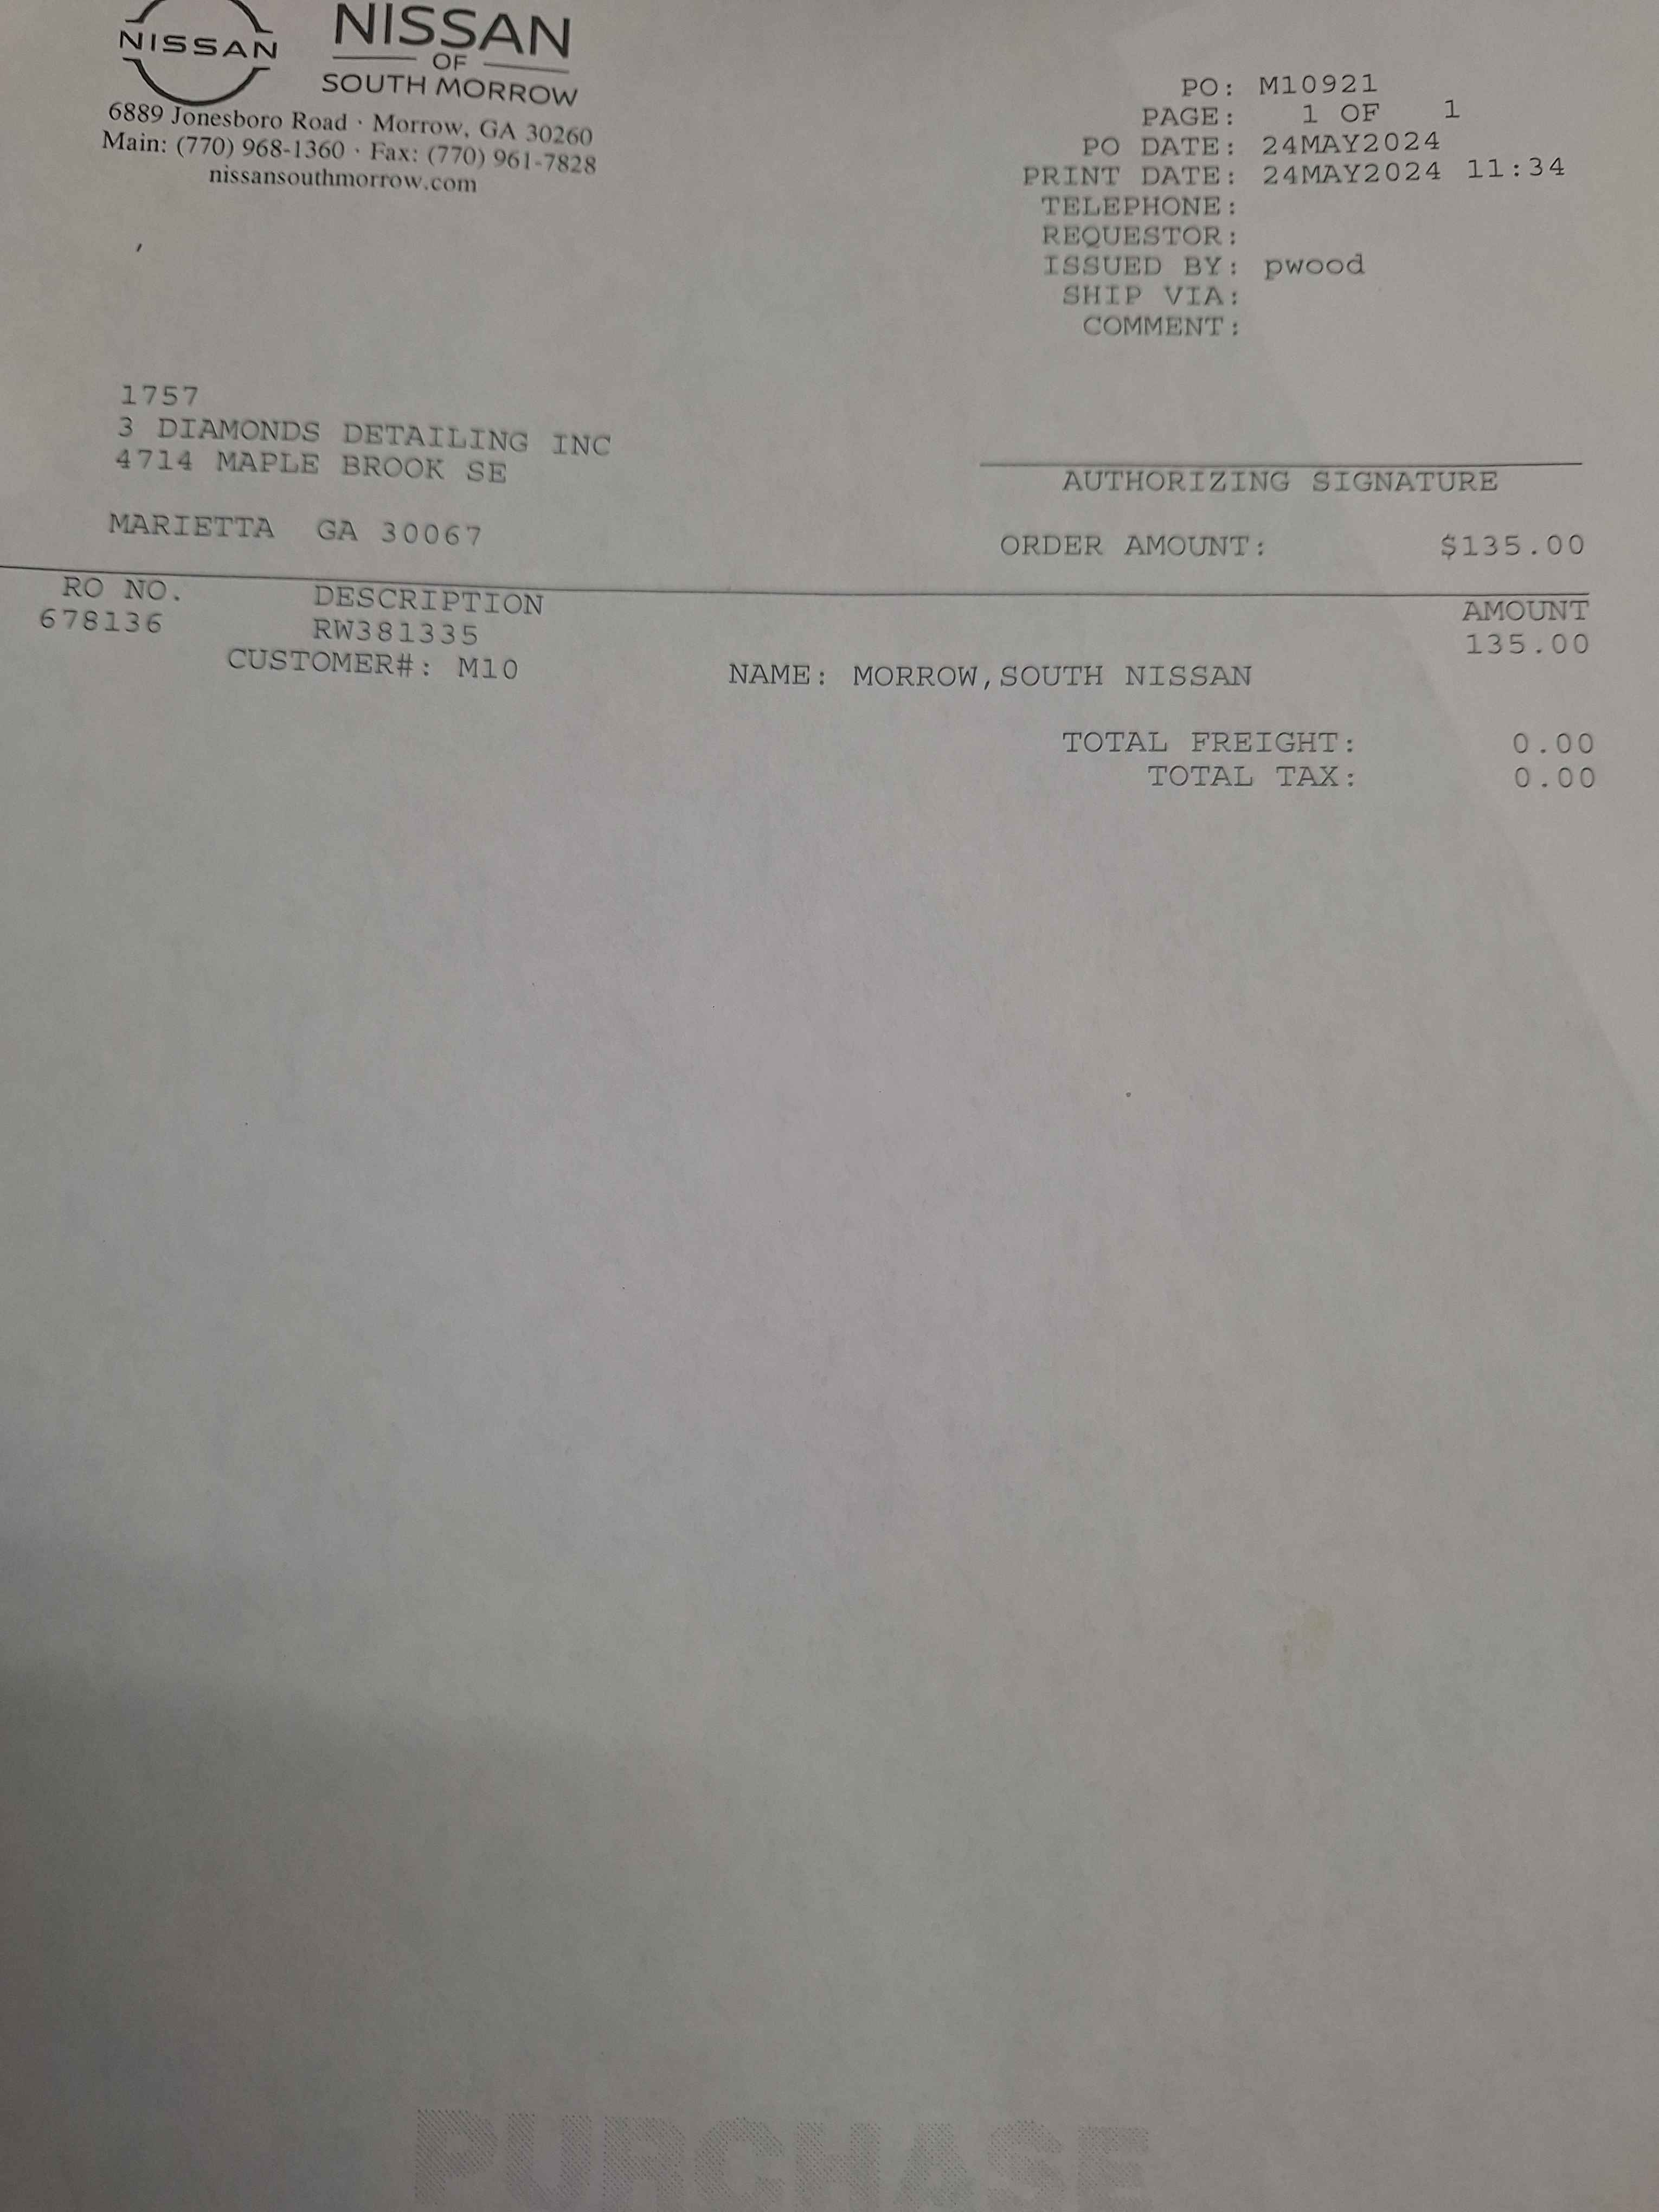 NISSAN
NISSAN
OF
SOUTH MORROW
6889 Jonesboro Road · Morrow, GA 30260
Main: (770) 968-1360 · Fax: (770) 961-7828
nissansouthmorrow.com
PO: M10921
PAGE: 1 OF 1
PO DATE: 24MAY2024
PRINT DATE: 24MAY2024 11:34
TELEPHONE:
REQUESTOR:
ISSUED BY: pwood
SHIP VIA:
COMMENT:
1757
3 DIAMONDS DETAILING INC
4714 MAPLE BROOK SE
MARIETTA GA 30067
AUTHORIZING SIGNATURE
ORDER AMOUNT: $135.00
RO NO. DESCRIPTION AMOUNT
678136 RW381335 135.00
CUSTOMER#: M10 NAME: MORROW,SOUTH NISSAN
TOTAL FREIGHT: 0.00
TOTAL TAX: 0.00
PURCHASE